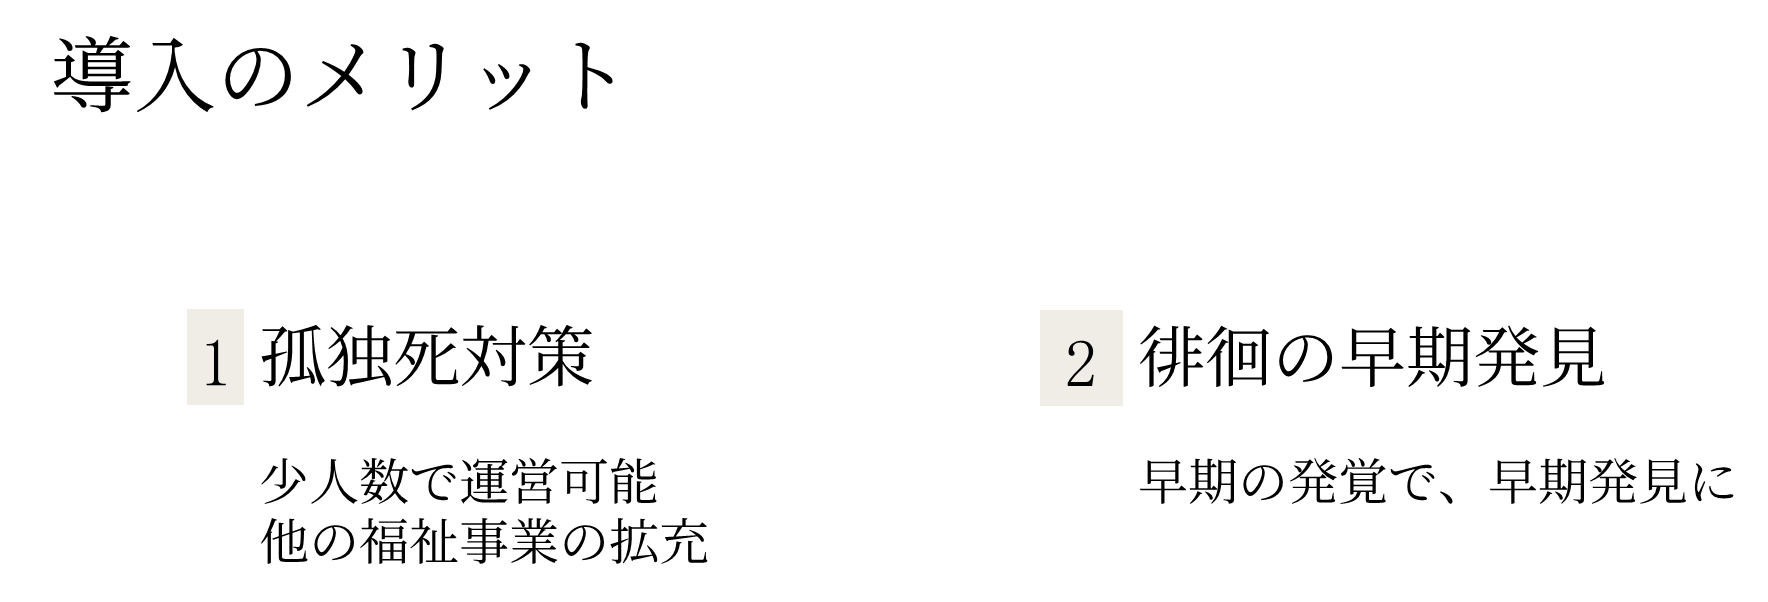 導入のメリット
1 孤独死対策
少人数で運営可能
他の福祉事業の拡充
2 徘徊の早期発見
早期の発覚で、早期発見に